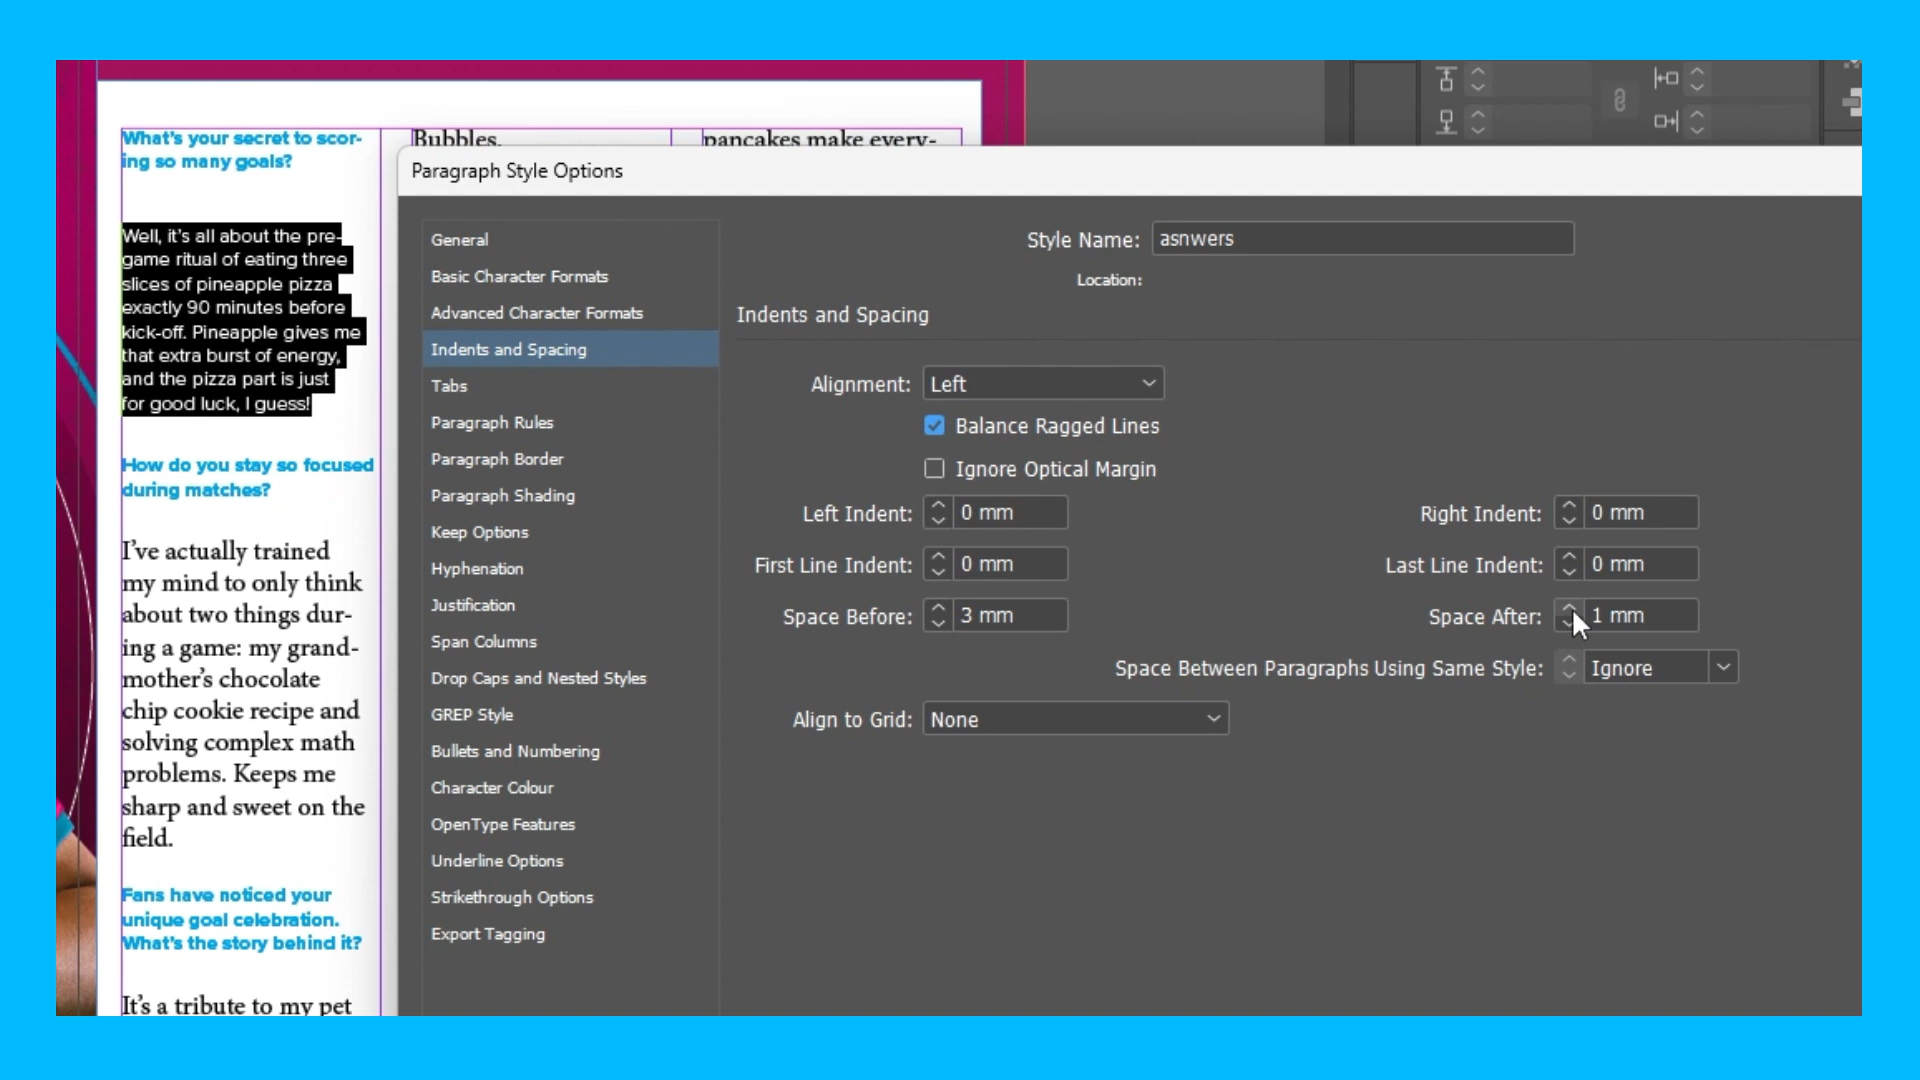 What's your secret to scor-
ing so many goals?
Well, it's all about the pre-
game ritual of eating three
slices of pineapple pizza
exactly 90 minutes before
kick-off. Pineapple gives me
that extra burst of energy,
and the pizza part is just
for good luck, I guess!
How do you stay so focused
during matches?
I've actually trained
my mind to only think
about two things dur-
ing a game: my grand-
mother's chocolate
chip cookie recipe and
solving complex math
problems. Keeps me
sharp and sweet on the
field.
Fans have noticed your
unique goal celebration.
What's the story behind it?
It's a tribute to my pet
Bubbles.
pancakes make every-
Paragraph Style Options
General
Basic Character Formats
Advanced Character Formats
Indents and Spacing
Tabs
Paragraph Rules
Paragraph Border
Paragraph Shading
Keep Options
Hyphenation
Justification
Span Columns
Drop Caps and Nested Styles
GREP Style
Bullets and Numbering
Character Colour
OpenType Features
Underline Options
Strikethrough Options
Export Tagging
Style Name: asnwers
Location:
Indents and Spacing
Alignment: Left
Balance Ragged Lines
Ignore Optical Margin
Left Indent: 0 mm Right Indent: 0 mm
First Line Indent: 0 mm Last Line Indent: 0 mm
Space Before: 3 mm Space After: 1 mm
Space Between Paragraphs Using Same Style: Ignore
Align to Grid: None